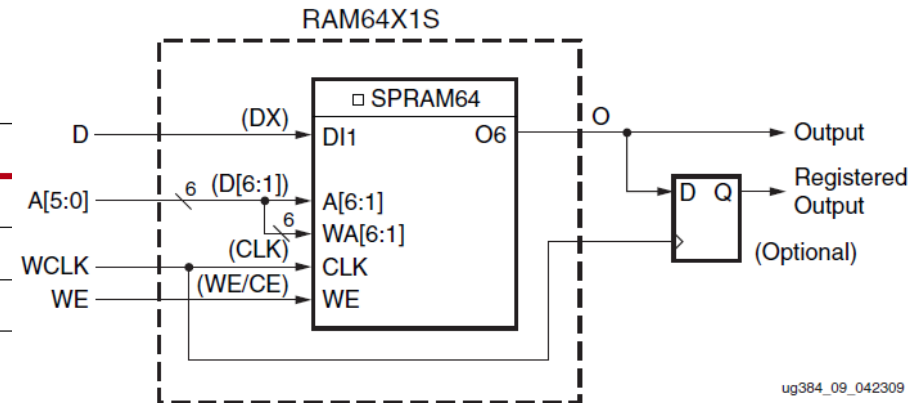 RAM64X1S
□ SPRAM64
D
(DX)
DI1
O6
O
Output
A[5:0]
6
(D[6:1])
A[6:1]
6
WA[6:1]
D Q
Registered
Output
WCLK
(CLK)
CLK
(Optional)
WE
(WE/CE)
WE
ug384_09_042309